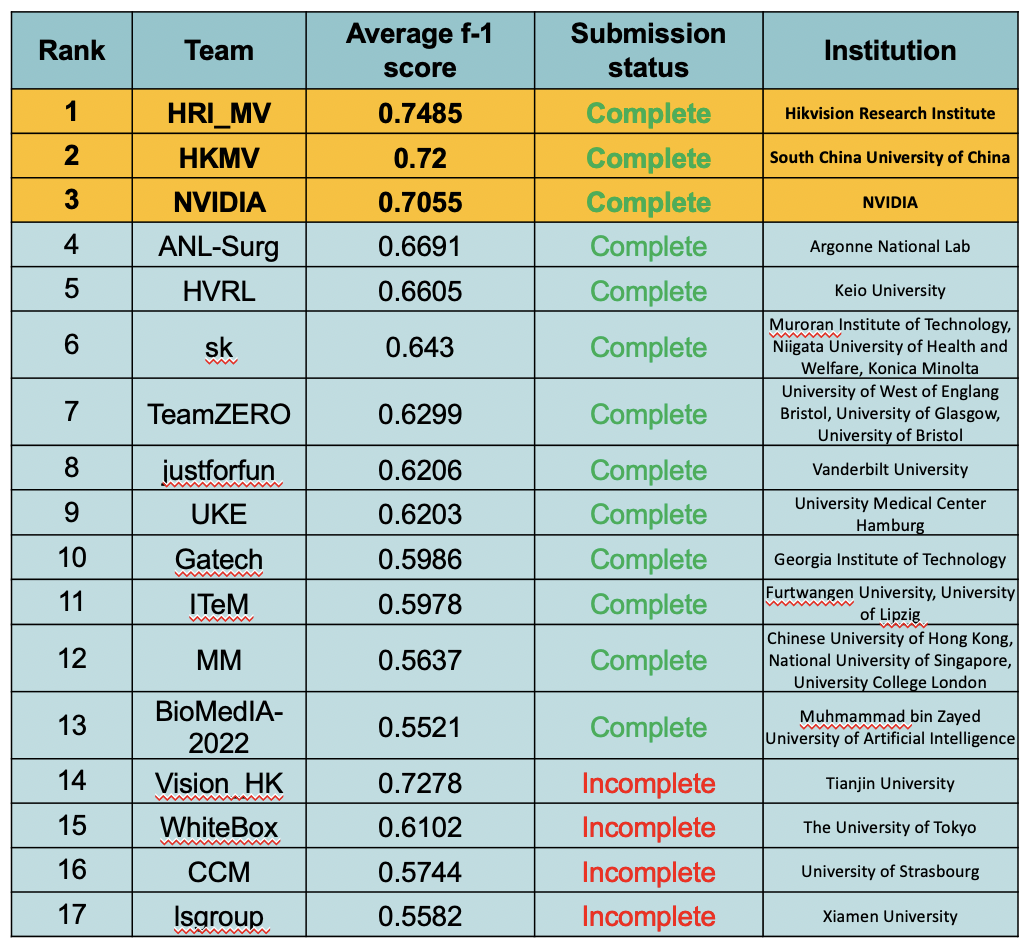 Rank Team Average f-1 score Submission status Institution
1 HRI_MV 0.7485 Complete Hikvision Research Institute
2 HKMV 0.72 Complete South China University of China
3 NVIDIA 0.7055 Complete NVIDIA
4 ANL-Surg 0.6691 Complete Argonne National Lab
5 HVRL 0.6605 Complete Keio University
6 sk 0.643 Complete Muroran Institute of Technology,
Niigata University of Health and
Welfare, Konica Minolta
7 TeamZERO 0.6299 Complete University of West of Englang
Bristol, University of Glasgow,
University of Bristol
8 justforfun 0.6206 Complete Vanderbilt University
9 UKE 0.6203 Complete University Medical Center
Hamburg
10 Gatech 0.5986 Complete Georgia Institute of Technology
11 ITeM 0.5978 Complete Furtwangen University, University
of Lipzig
12 MM 0.5637 Complete Chinese University of Hong Kong,
National University of Singapore,
University College London
13 BioMedIA-
2022 0.5521 Complete Muhmammad bin Zayed
University of Artificial Intelligence
14 Vision_HK 0.7278 Incomplete Tianjin University
15 WhiteBox 0.6102 Incomplete The University of Tokyo
16 CCM 0.5744 Incomplete University of Strasbourg
17 lsgroup 0.5582 Incomplete Xiamen University